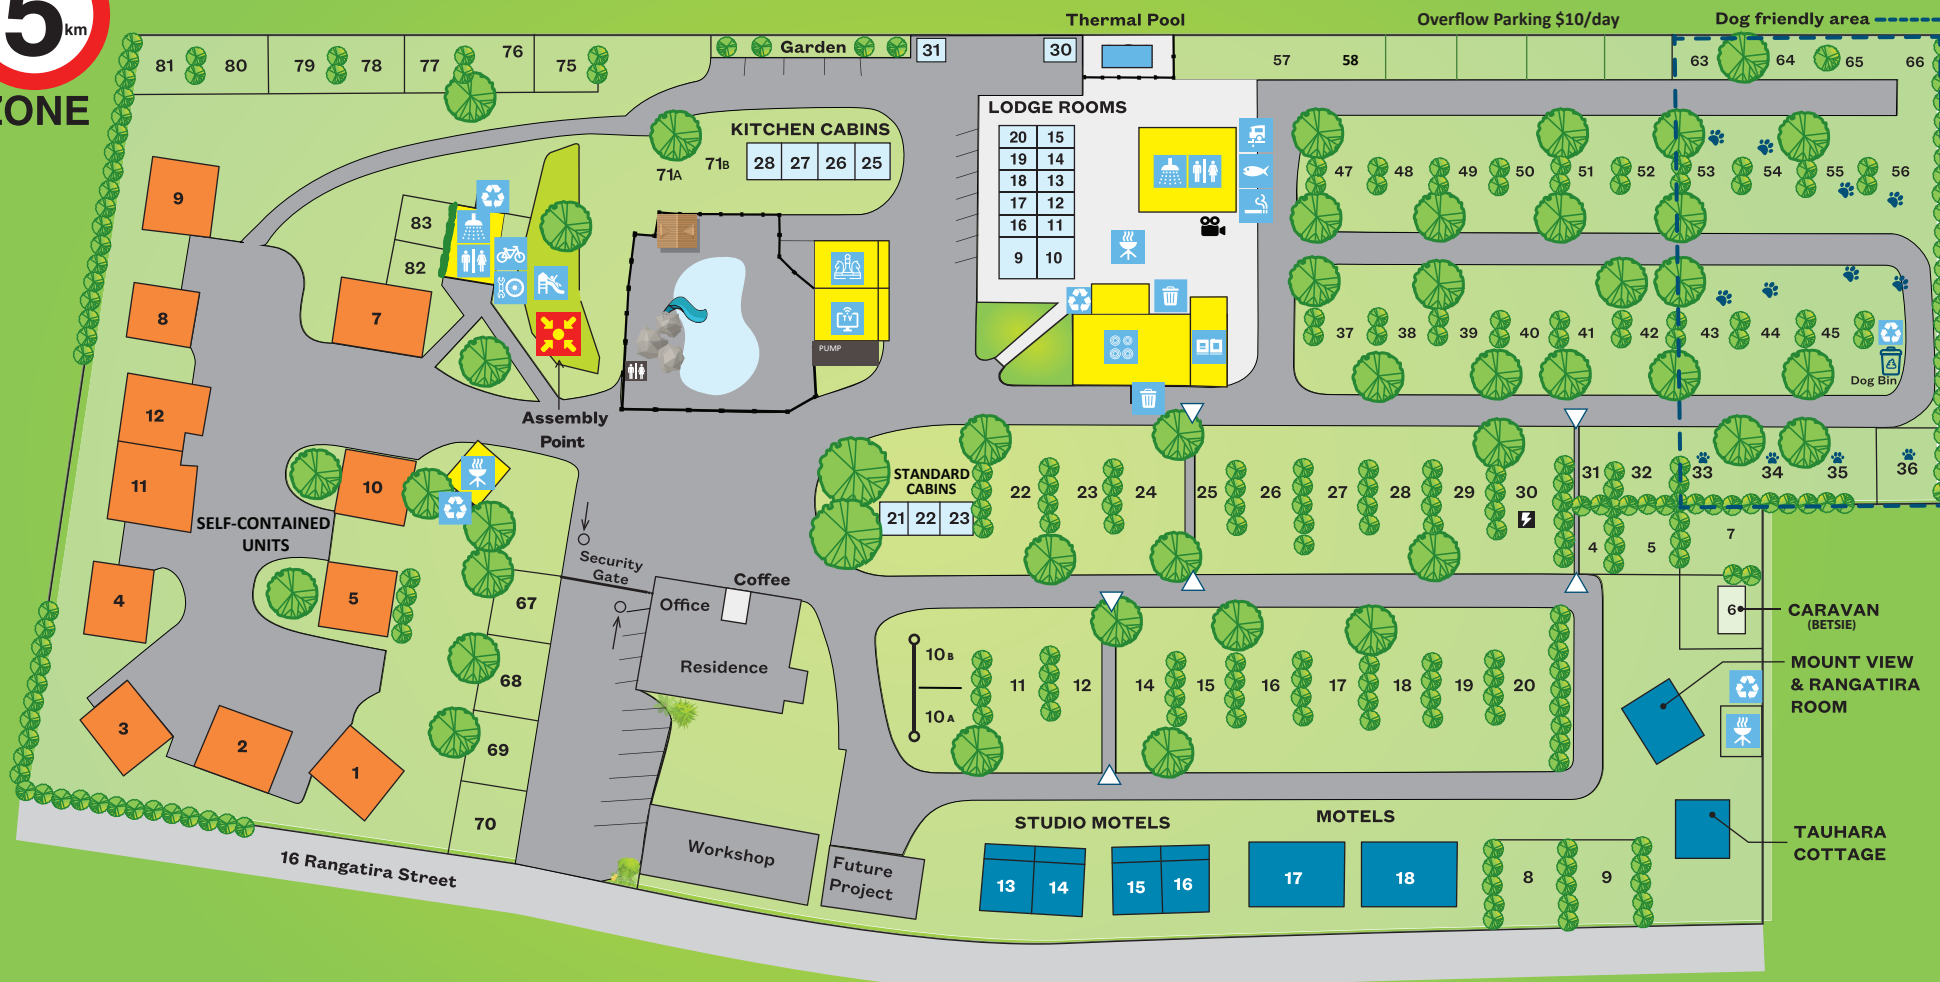 5 km
ZONE
Thermal Pool
Overflow Parking $10/day
Dog friendly area
81 80 79 78 77 76 75
Garden
31 30
57 58
63 64 65 66
LODGE ROOMS
20 15
19 14
18 13
17 12
16 11
9 10
KITCHEN CABINS
28 27 26 25
71A 71B
47 48 49 50 51 52 53 54 55 56
9
83
82
8
7
PUMP
37 38 39 40 41 42 43 44 45
Dog Bin
Assembly
Point
12
11
10
SELF-CONTAINED
UNITS
STANDARD
CABINS
21 22 23
22 23 24 25 26 27 28 29 30
31 32 33 34 35 36
4 5 7
6
CARAVAN
(BETSIE)
Security
Gate
Coffee
Office
Residence
4
5
67
68
69
70
10B
10A
11 12 14 15 16 17 18 19 20
MOUNT VIEW
& RANGATIRA
ROOM
3
2
1
TAUHARA
COTTAGE
STUDIO MOTELS
MOTELS
13 14 15 16 17 18
8 9
Workshop
Future
Project
16 Rangatira Street